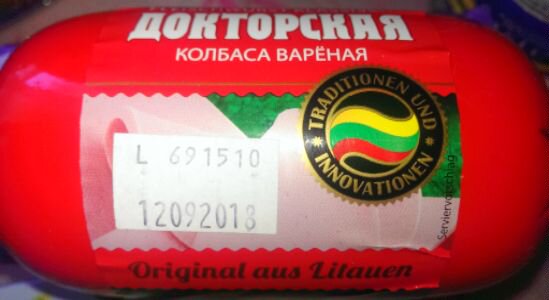 ДОКТОРСКАЯ
КОЛБАСА ВАРЁНАЯ
TRADITIONEN UND
INNOVATIONEN
L 691510
12092018
Serviervorschlag
Original aus Litauen